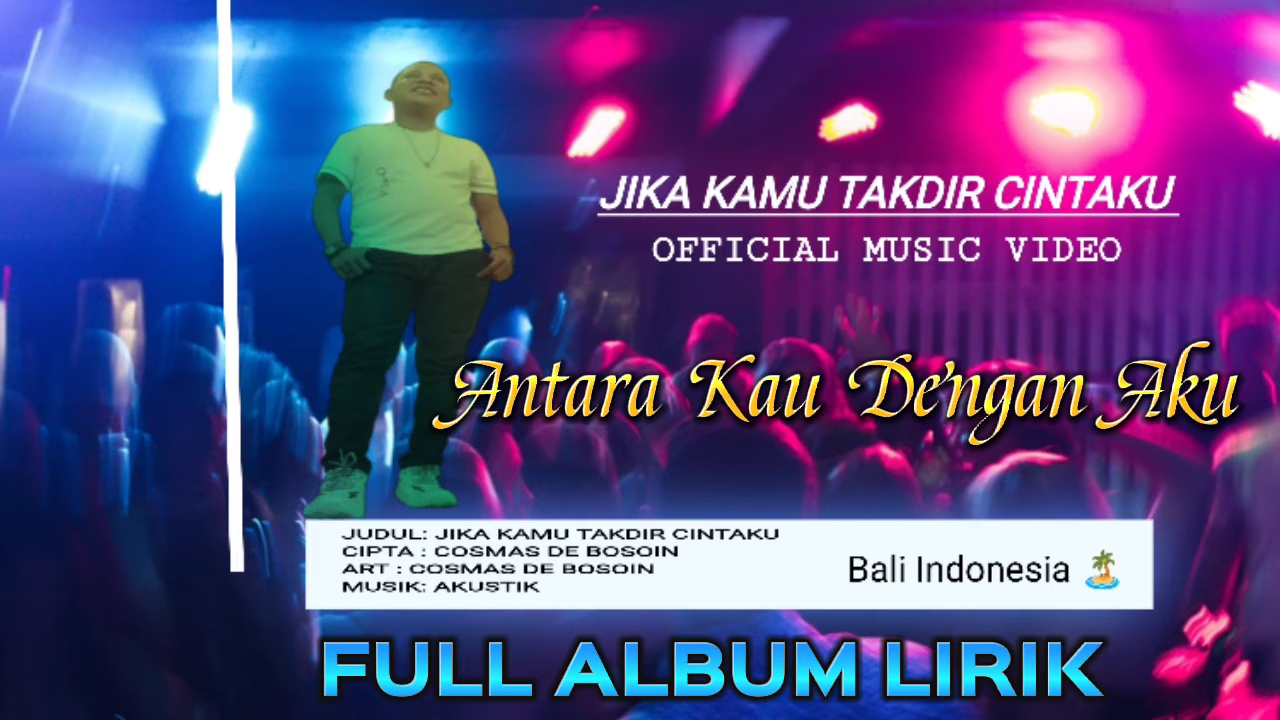 JIKA KAMU TAKDIR CINTAKU
OFFICIAL MUSIC VIDEO
Antara Kau De'ngan Aku
JUDUL: JIKA KAMU TAKDIR CINTAKU
CIPTA : COSMAS DE BOSOIN
ART : COSMAS DE BOSOIN
MUSIK: AKUSTIK
Bali Indonesia 🏝️
FULL ALBUM LIRIK